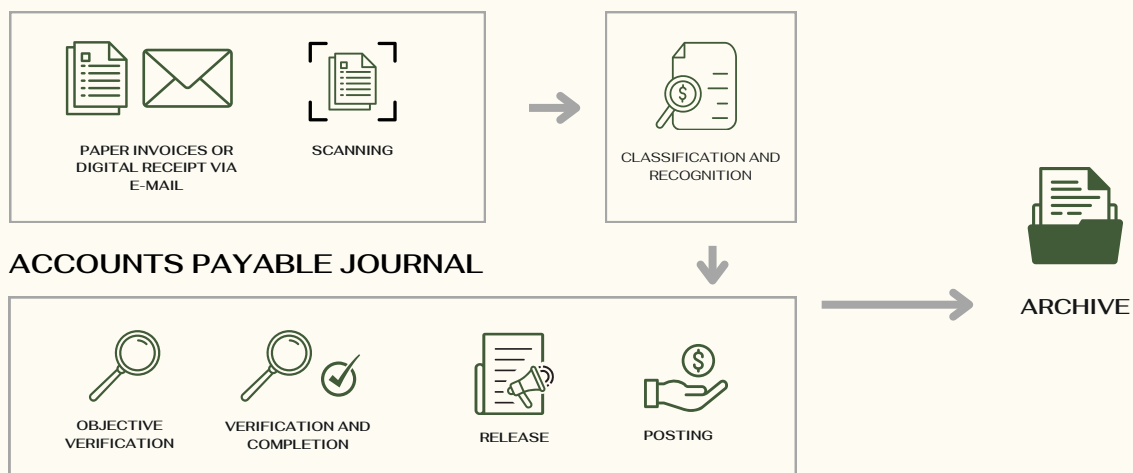 PAPER INVOICES OR
DIGITAL RECEIPT VIA
E-MAIL
SCANNING
CLASSIFICATION AND
RECOGNITION
ACCOUNTS PAYABLE JOURNAL
OBJECTIVE
VERIFICATION
VERIFICATION AND
COMPLETION
RELEASE
POSTING
ARCHIVE